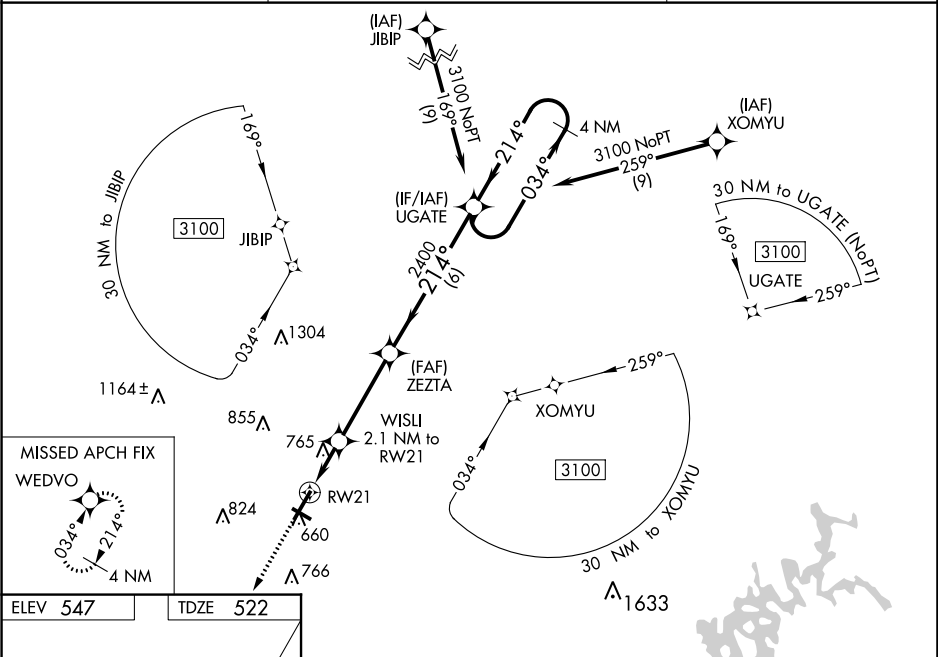 (IAF)
JIBIP
3100 NoPT
169°
(9)
(IAF)
XOMYU
3100 NoPT
259°
(9)
4 NM
214°
034°
(IF/IAF)
UGATE
2400
214°
(6)
(FAF)
ZEZTA
WISLI
2.1 NM to
RW21
RW21
30 NM to JIBIP
169°
3100
JIBIP
034°
30 NM to UGATE (NoPT)
169°
3100
UGATE
259°
259°
XOMYU
034°
3100
30 NM to XOMYU
1304
1164 ±
855
765
824
660
766
1633
MISSED APCH FIX
WEDVO
034°
214°
4 NM
ELEV 547
TDZE 522